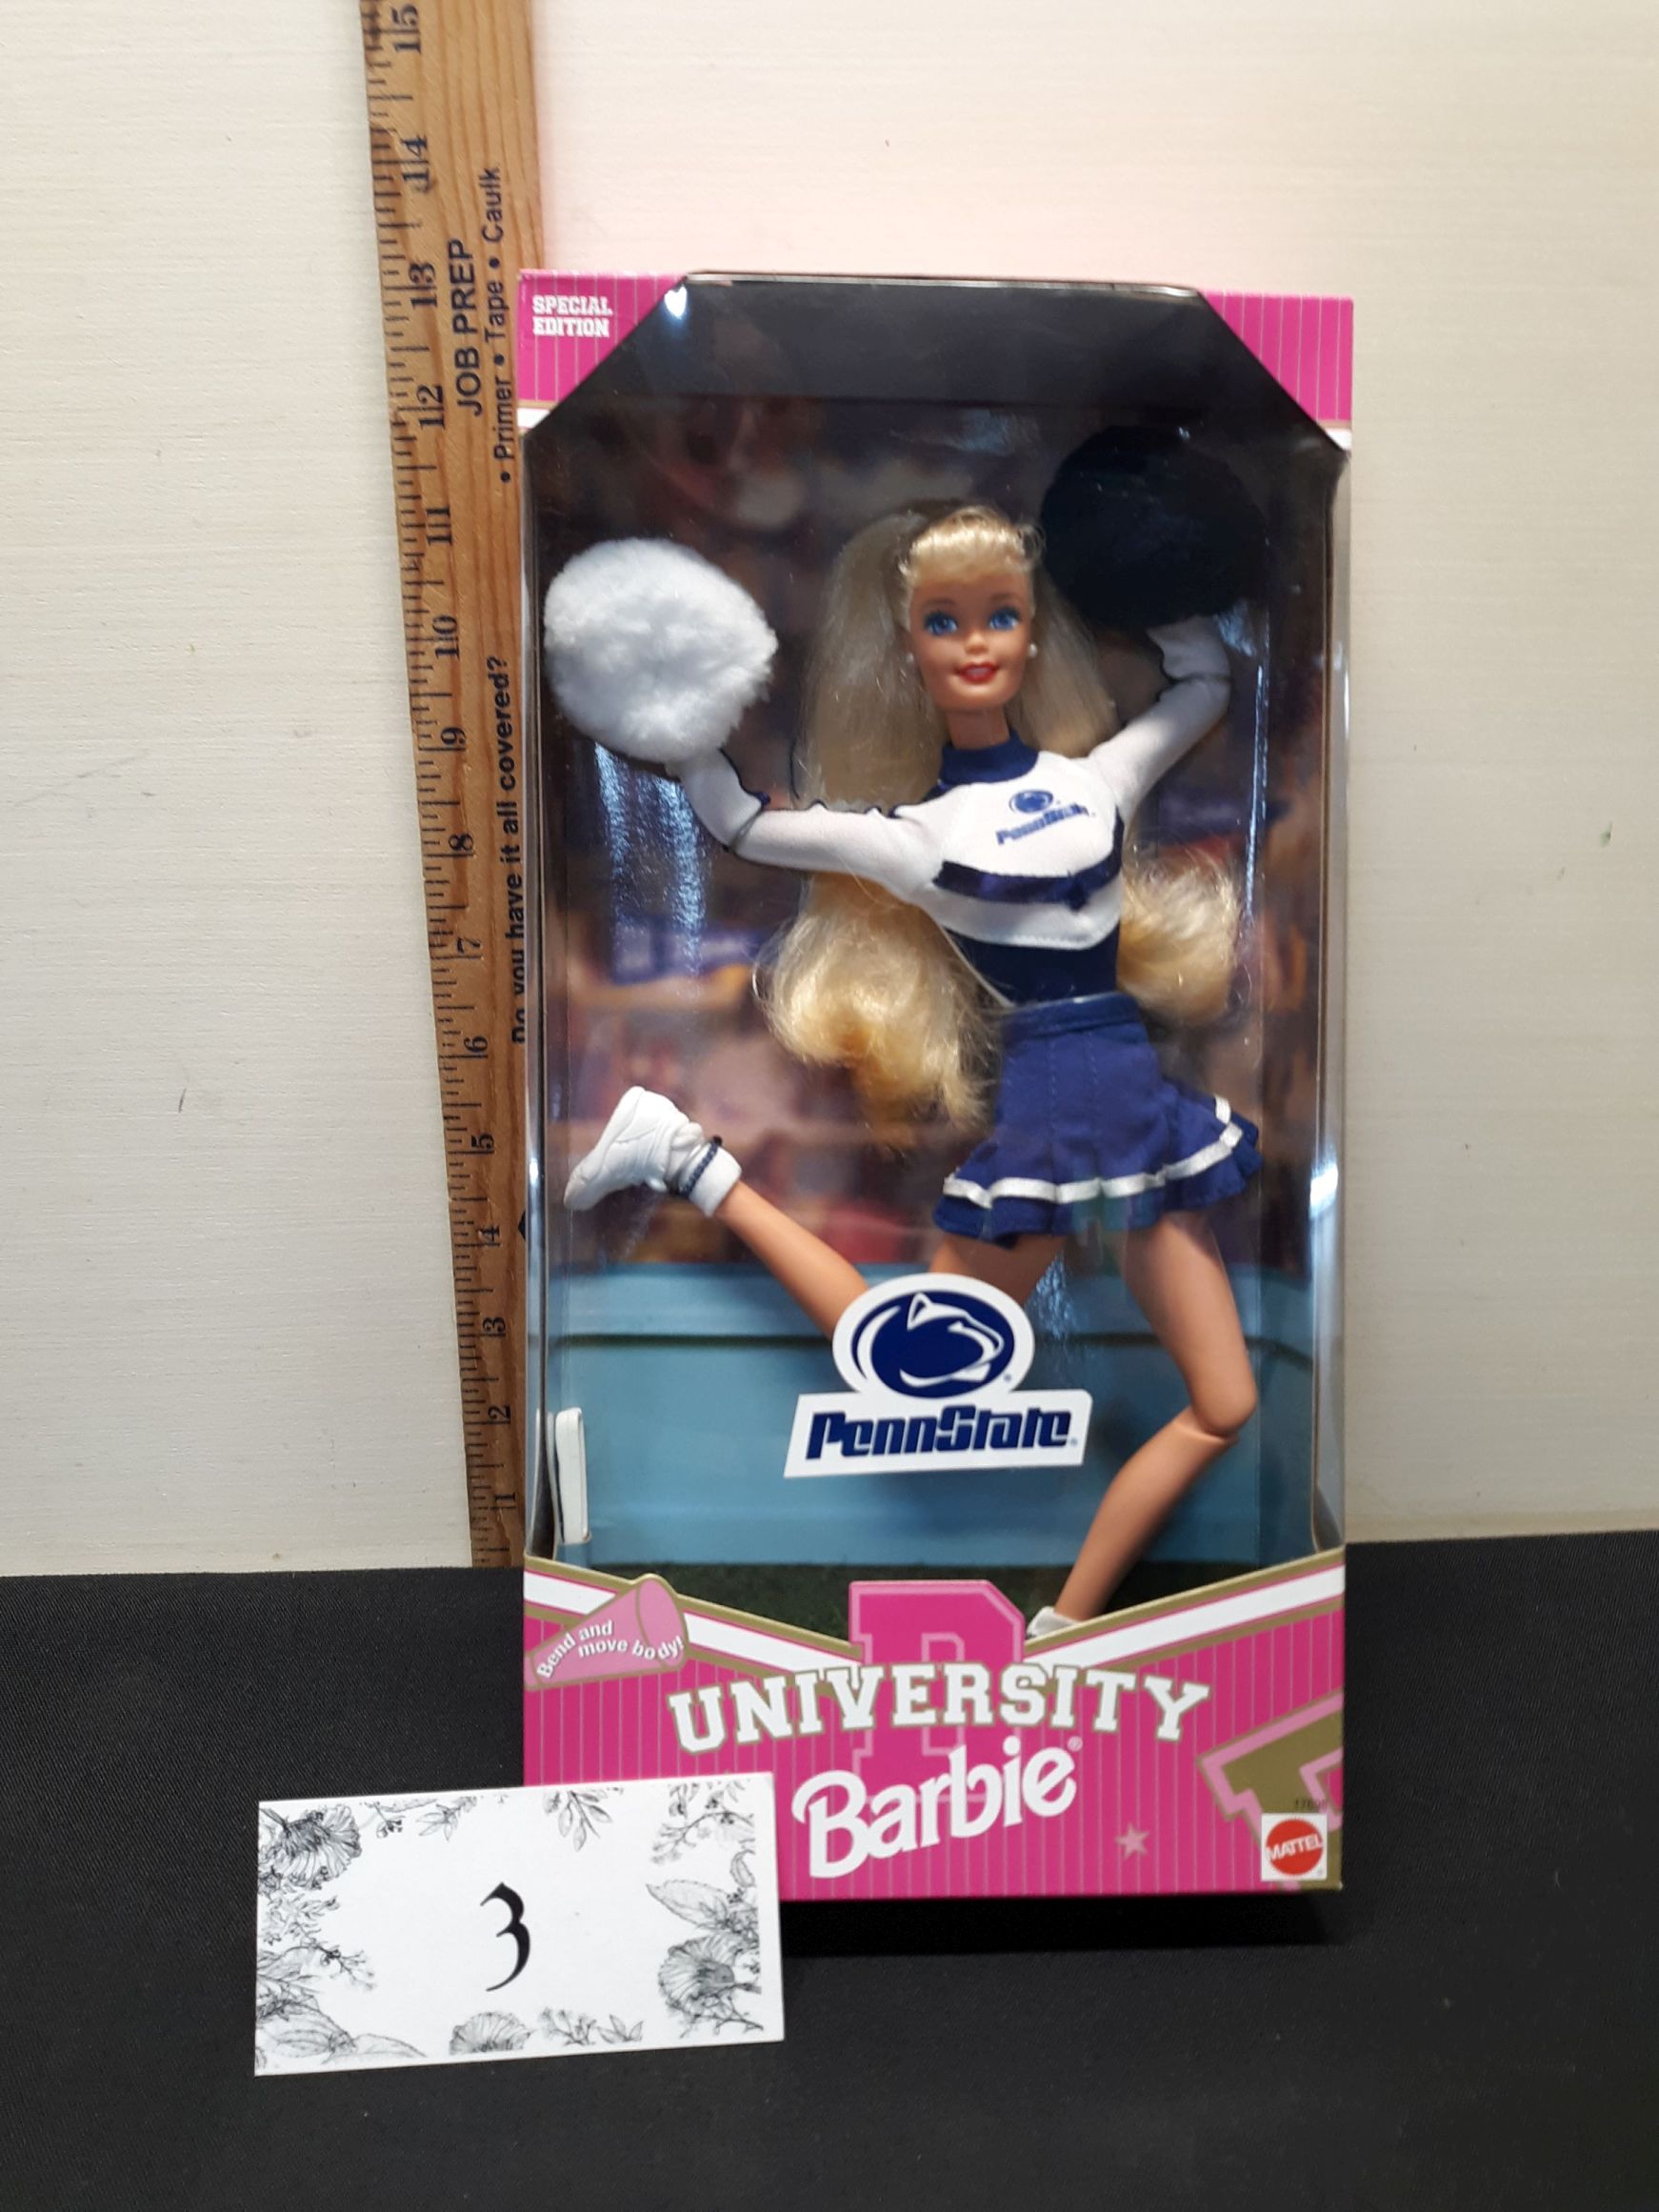 15
14
13
12
11
10
9
8
7
6
5
4
3
2
1
JOB PREP
• Primer • Tape • Caulk
Do you have it all covered?
SPECIAL
EDITION
PennState
PennState
Bend and
move body!
B
UNIVERSITY
Barbie®
MATTEL
3